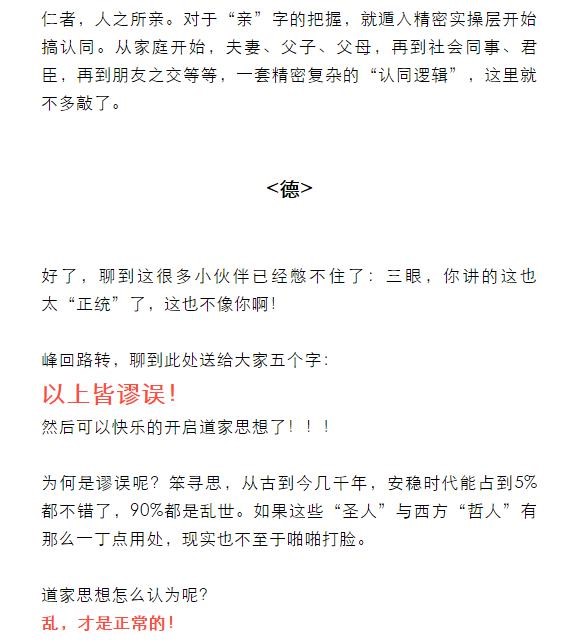 仁者，人之所亲。对于“亲”字的把握，就遁入精密实操层开始
搞认同。从家庭开始，夫妻、父子、父母，再到社会同事、君
臣，再到朋友之交等等，一套精密复杂的“认同逻辑”，这里就
不多敲了。
<德>
好了，聊到这很多小伙伴已经憋不住了：三眼，你讲的这也
太“正统”了，这也不像你啊！
峰回路转，聊到此处送给大家五个字：
以上皆谬误！
然后可以快乐的开启道家思想了！！！
为何是谬误呢？笨寻思，从古到今几千年，安稳时代能占到5%
都不错了，90%都是乱世。如果这些“圣人”与西方“哲人”有
那么一丁点用处，现实也不至于啪啪打脸。
道家思想怎么认为呢？
乱，才是正常的！